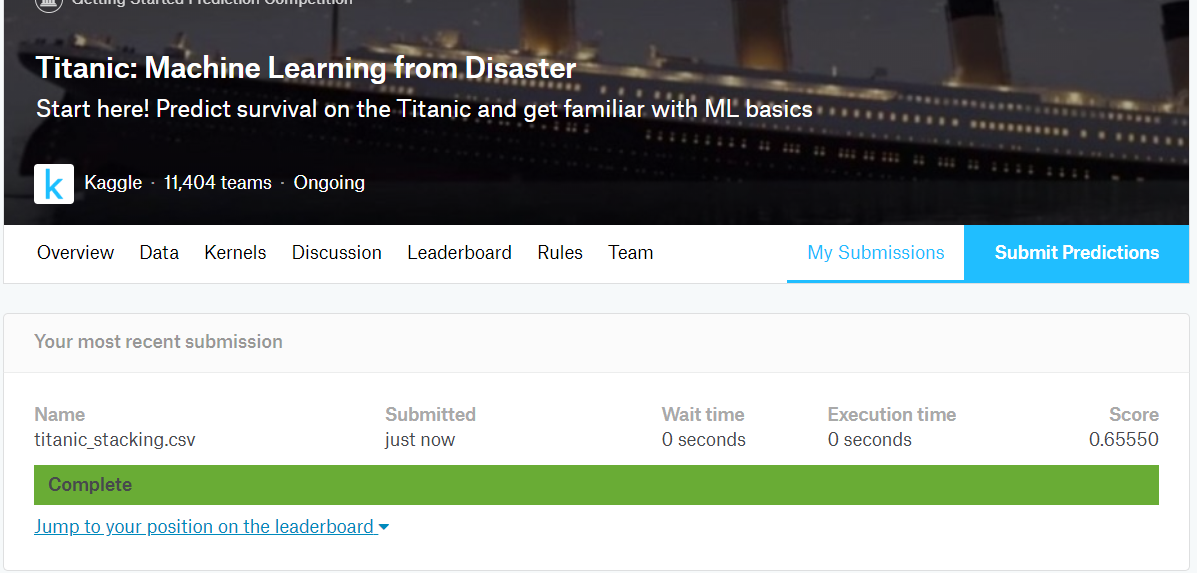 Getting Started Prediction Competition
Titanic: Machine Learning from Disaster
Start here! Predict survival on the Titanic and get familiar with ML basics
k Kaggle · 11,404 teams · Ongoing
Overview Data Kernels Discussion Leaderboard Rules Team My Submissions Submit Predictions
Your most recent submission
Name Submitted Wait time Execution time Score
titanic_stacking.csv just now 0 seconds 0 seconds 0.65550
Complete
Jump to your position on the leaderboard